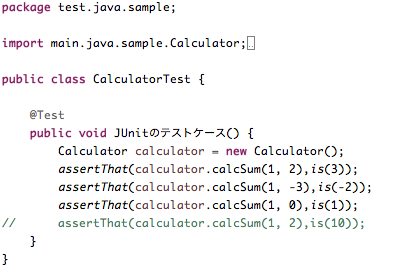 package test.java.sample;
import main.java.sample.Calculator;
public class CalculatorTest {
@Test
public void JUnitのテストケース() {
Calculator calculator = new Calculator();
assertThat(calculator.calcSum(1, 2),is(3));
assertThat(calculator.calcSum(1, -3),is(-2));
assertThat(calculator.calcSum(1, 0),is(1));
// assertThat(calculator.calcSum(1, 2),is(10));
}
}